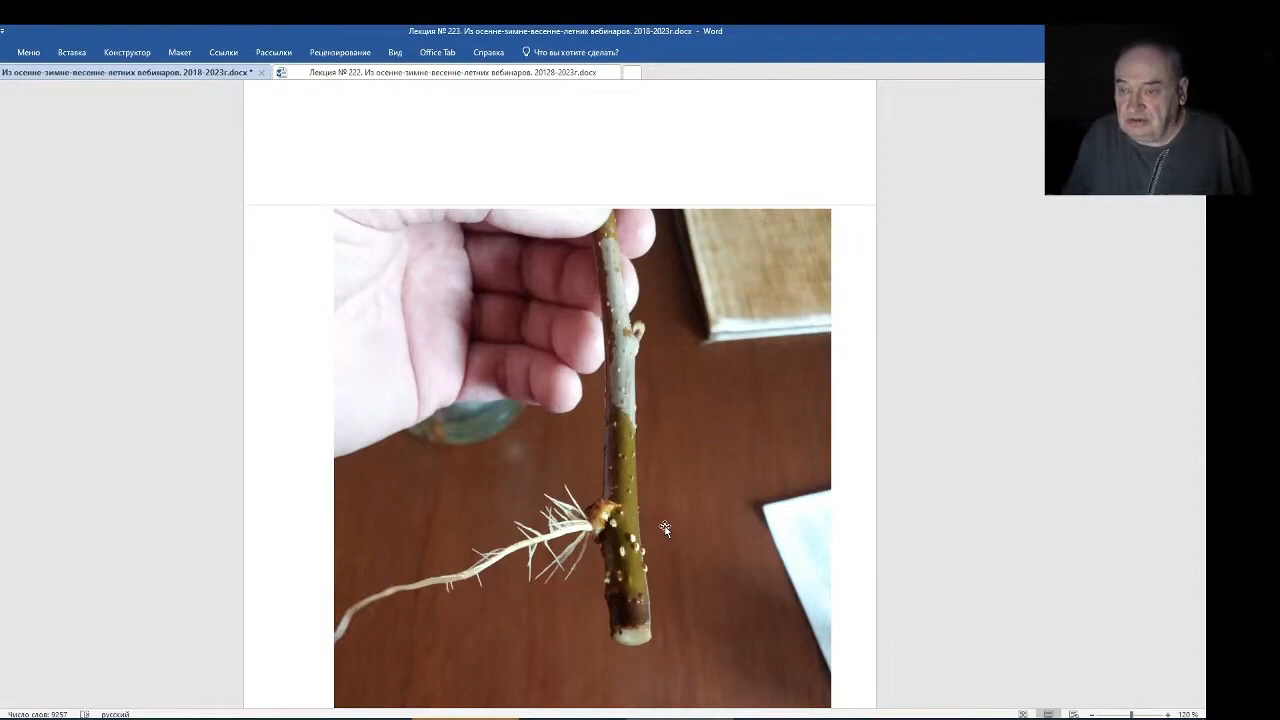 Лекция № 223. Из осенне-зимне-весенне-летних вебинаров. 2018-2023г.docx - Word
Меню Вставка Конструктор Макет Ссылки Рассылки Рецензирование Вид Office Tab Справка Что вы хотите сделать?
Из осенне-зимне-весенне-летних вебинаров. 2018-2023г.docx * Лекция № 222. Из осенне-зимне-весенне-летних вебинаров. 20128-2023г.docx
Число слов: 9257 русский 120 %